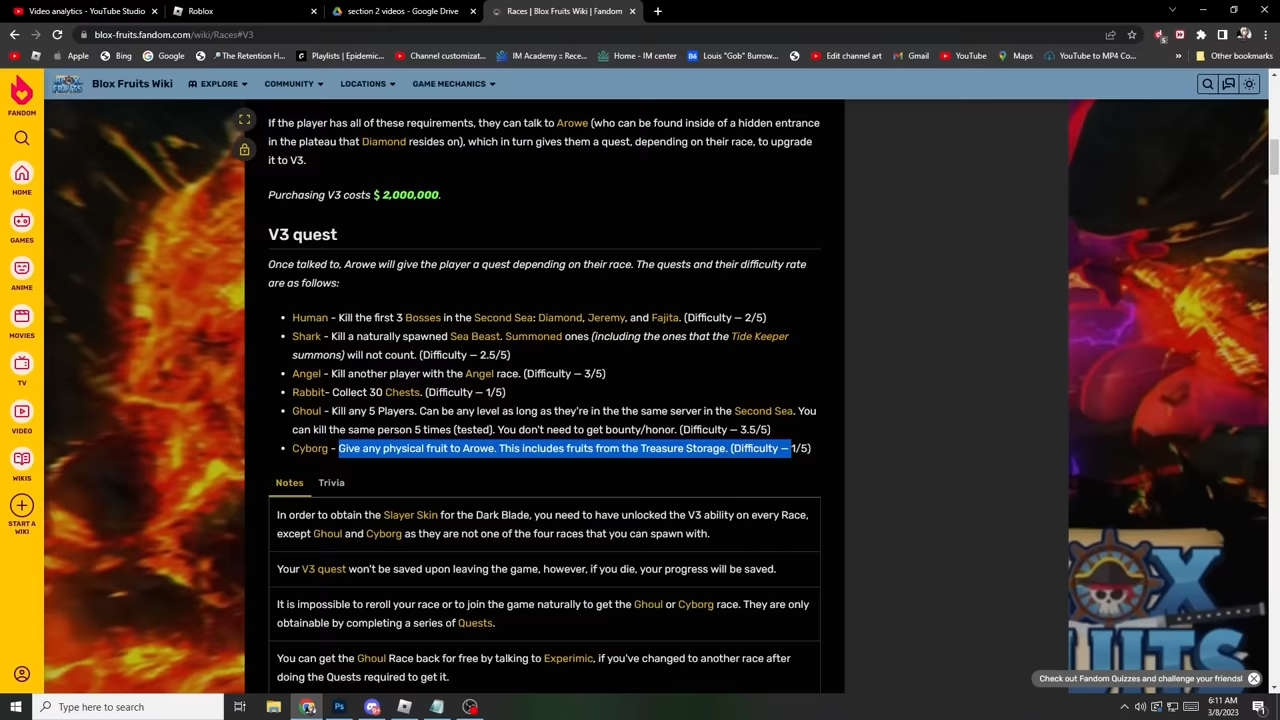 Video analytics - YouTube Studio
Roblox
section 2 videos - Google Drive
Races | Blox Fruits Wiki | Fandom
blox-fruits.fandom.com/wiki/Races#V3
Apple
Bing
Google
The Retention H...
Playlists | Epidemic...
Channel customizat...
IM Academy :: Rece...
Home - IM center
Louis "Gob" Burrow...
Edit channel art
Gmail
YouTube
Maps
YouTube to MP4 Co...
»
Other bookmarks
FANDOM
HOME
GAMES
ANIME
MOVIES
TV
VIDEO
WIKIS
START A
WIKI
Blox Fruits Wiki
EXPLORE
COMMUNITY
LOCATIONS
GAME MECHANICS
If the player has all of these requirements, they can talk to Arowe (who can be found inside of a hidden entrance
in the plateau that Diamond resides on), which in turn gives them a quest, depending on their race, to upgrade
it to V3.
Purchasing V3 costs $ 2,000,000.
V3 quest
Once talked to, Arowe will give the player a quest depending on their race. The quests and their difficulty rate
are as follows:
• Human - Kill the first 3 Bosses in the Second Sea: Diamond, Jeremy, and Fajita. (Difficulty — 2/5)
• Shark - Kill a naturally spawned Sea Beast. Summoned ones (including the ones that the Tide Keeper
summons) will not count. (Difficulty — 2.5/5)
• Angel - Kill another player with the Angel race. (Difficulty — 3/5)
• Rabbit- Collect 30 Chests. (Difficulty — 1/5)
• Ghoul - Kill any 5 Players. Can be any level as long as they're in the the same server in the Second Sea. You
can kill the same person 5 times (tested). You don't need to get bounty/honor. (Difficulty — 3.5/5)
• Cyborg - Give any physical fruit to Arowe. This includes fruits from the Treasure Storage. (Difficulty — 1/5)
Notes
Trivia
In order to obtain the Slayer Skin for the Dark Blade, you need to have unlocked the V3 ability on every Race,
except Ghoul and Cyborg as they are not one of the four races that you can spawn with.
Your V3 quest won't be saved upon leaving the game, however, if you die, your progress will be saved.
It is impossible to reroll your race or to join the game naturally to get the Ghoul or Cyborg race. They are only
obtainable by completing a series of Quests.
You can get the Ghoul Race back for free by talking to Experimic, if you've changed to another race after
doing the Quests required to get it.
Check out Fandom Quizzes and challenge your friends!
Type here to search
6:11 AM
3/8/2023